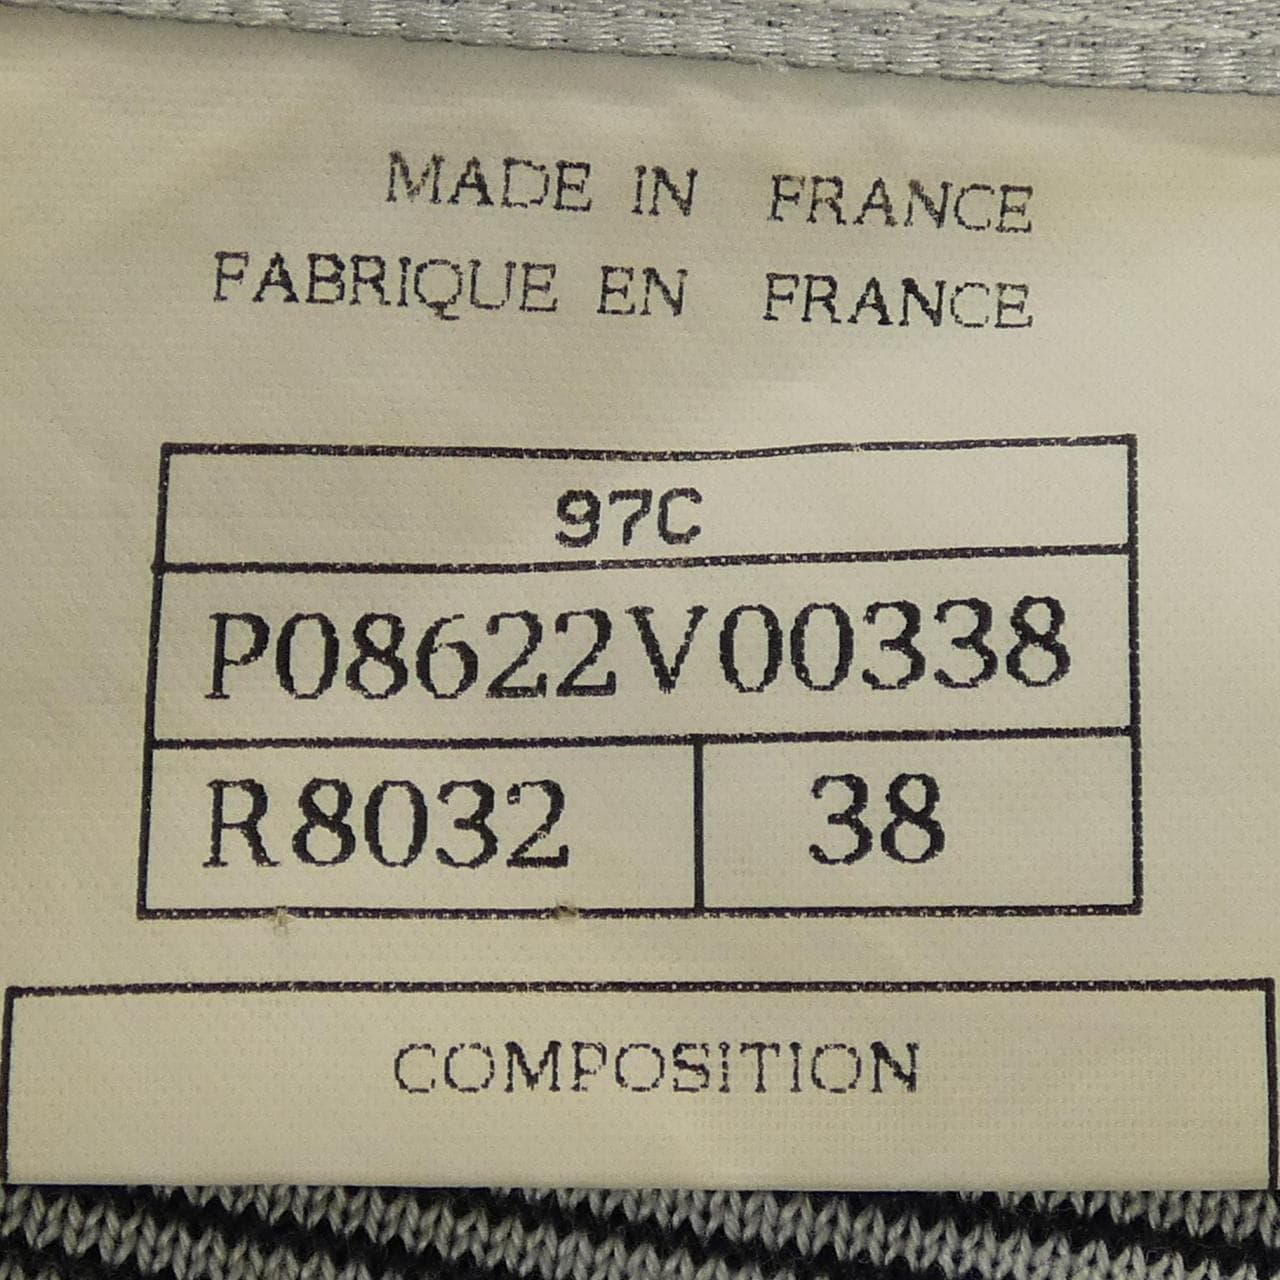 MADE IN FRANCE
FABRIQUE EN FRANCE
97C
P08622V00338
R8032 38
COMPOSITION